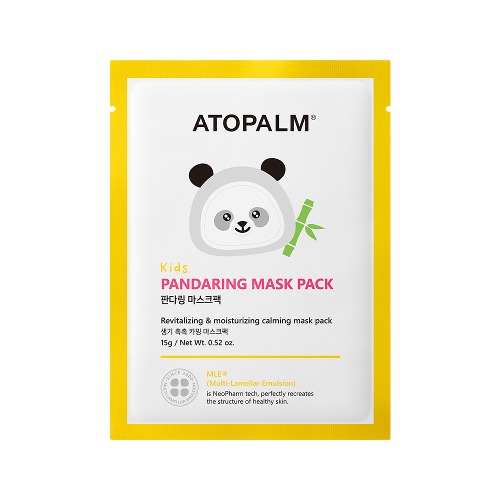 ATOPALM®
Kids
PANDARING MASK PACK
판다링 마스크팩
Revitalizing & moisturizing calming mask pack
생기 촉촉 카밍 마스크팩
15g / Net Wt. 0.52 oz.
MLE®
(Multi-Lamellar Emulsion)
is NeoPharm tech, perfectly recreates
the structure of healthy skin.